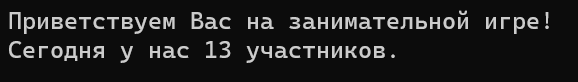 Приветствуем Вас на занимательной игре!
Сегодня у нас 13 участников.